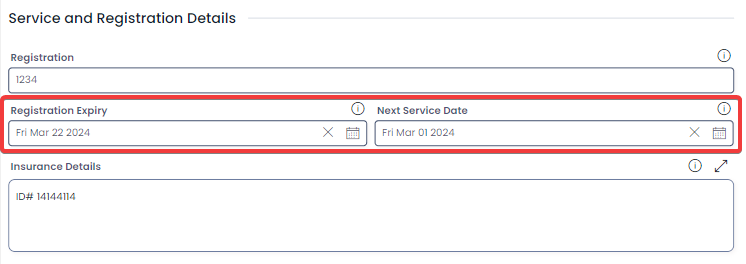 Service and Registration Details
Registration
1234
Registration Expiry
Next Service Date
Fri Mar 22 2024
Fri Mar 01 2024
Insurance Details
ID# 14144114